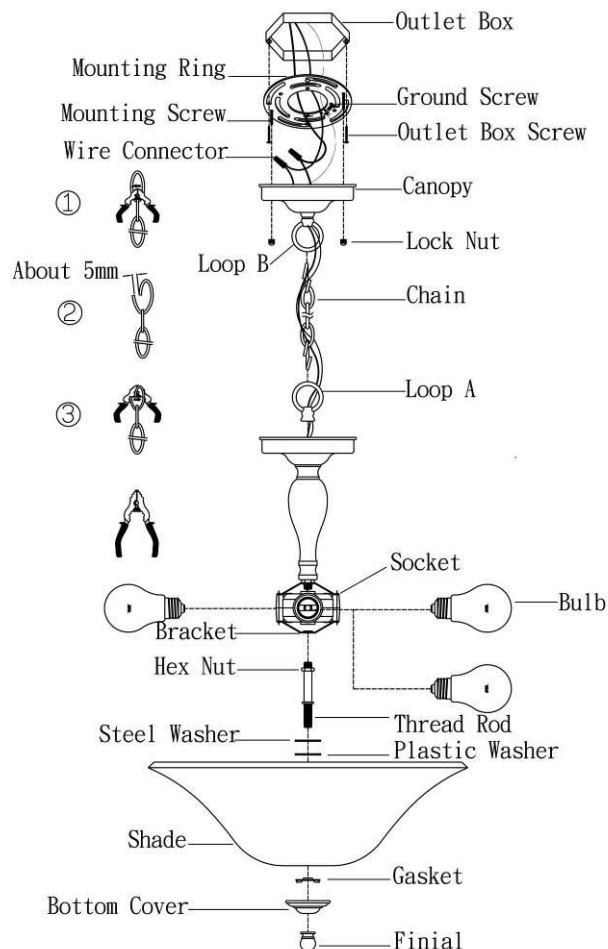 Outlet Box
Mounting Ring
Ground Screw
Mounting Screw
Outlet Box Screw
Wire Connector
Canopy
①
Lock Nut
Loop B
About 5mm
Chain
②
Loop A
③
Socket
Bulb
Bracket
Hex Nut
Thread Rod
Steel Washer
Plastic Washer
Shade
Gasket
Bottom Cover
Finial